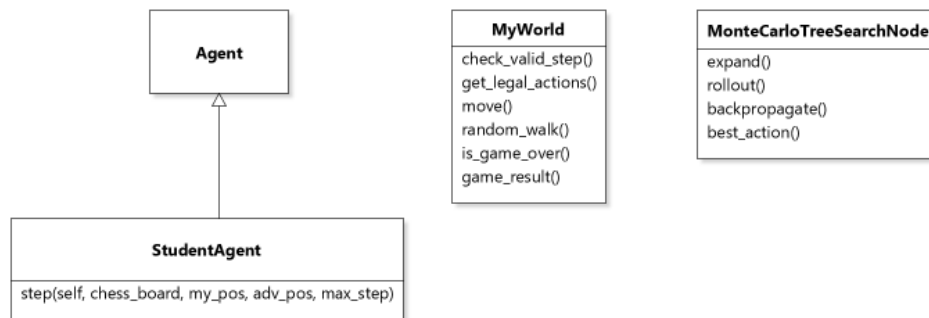 Agent
StudentAgent
step(self, chess_board, my_pos, adv_pos, max_step)
MyWorld
check_valid_step()
get_legal_actions()
move()
random_walk()
is_game_over()
game_result()
MonteCarloTreeSearchNode
expand()
rollout()
backpropagate()
best_action()